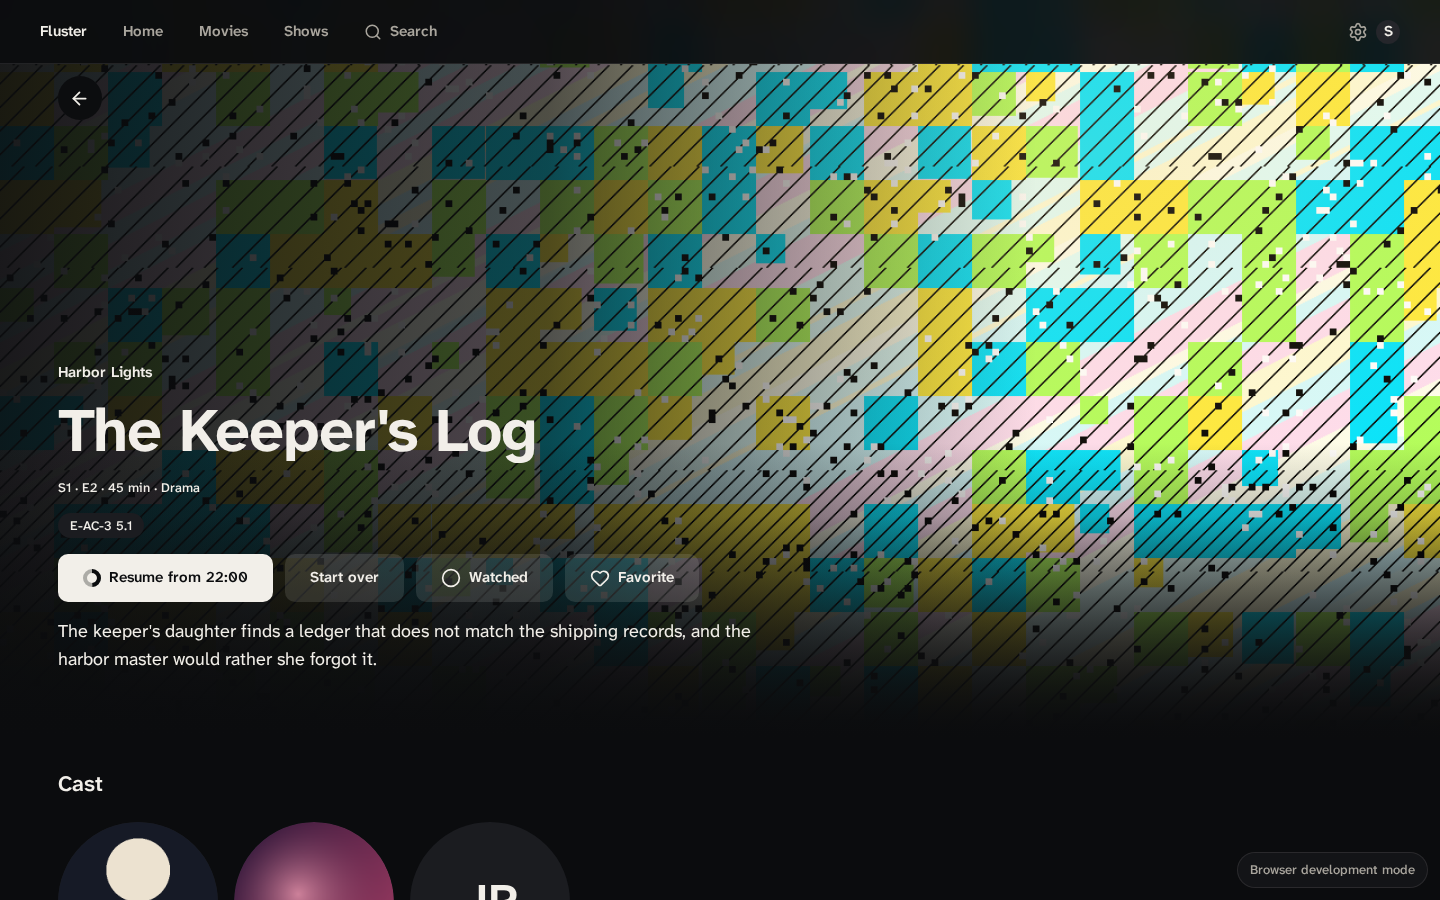 Fluster Home Movies Shows Search S
Harbor Lights
The Keeper's Log
S1 · E2 · 45 min · Drama
E-AC-3 5.1
Resume from 22:00 Start over Watched Favorite
The keeper's daughter finds a ledger that does not match the shipping records, and the
harbor master would rather she forgot it.
Cast
Browser development mode